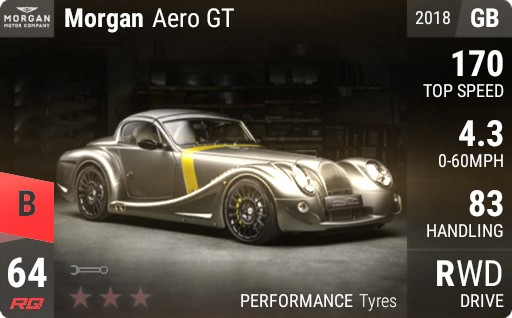 MORGAN
MOTOR COMPANY
Morgan Aero GT
2018 GB
170
TOP SPEED
4.3
0-60MPH
83
HANDLING
RWD
DRIVE
B
64
RQ
PERFORMANCE Tyres